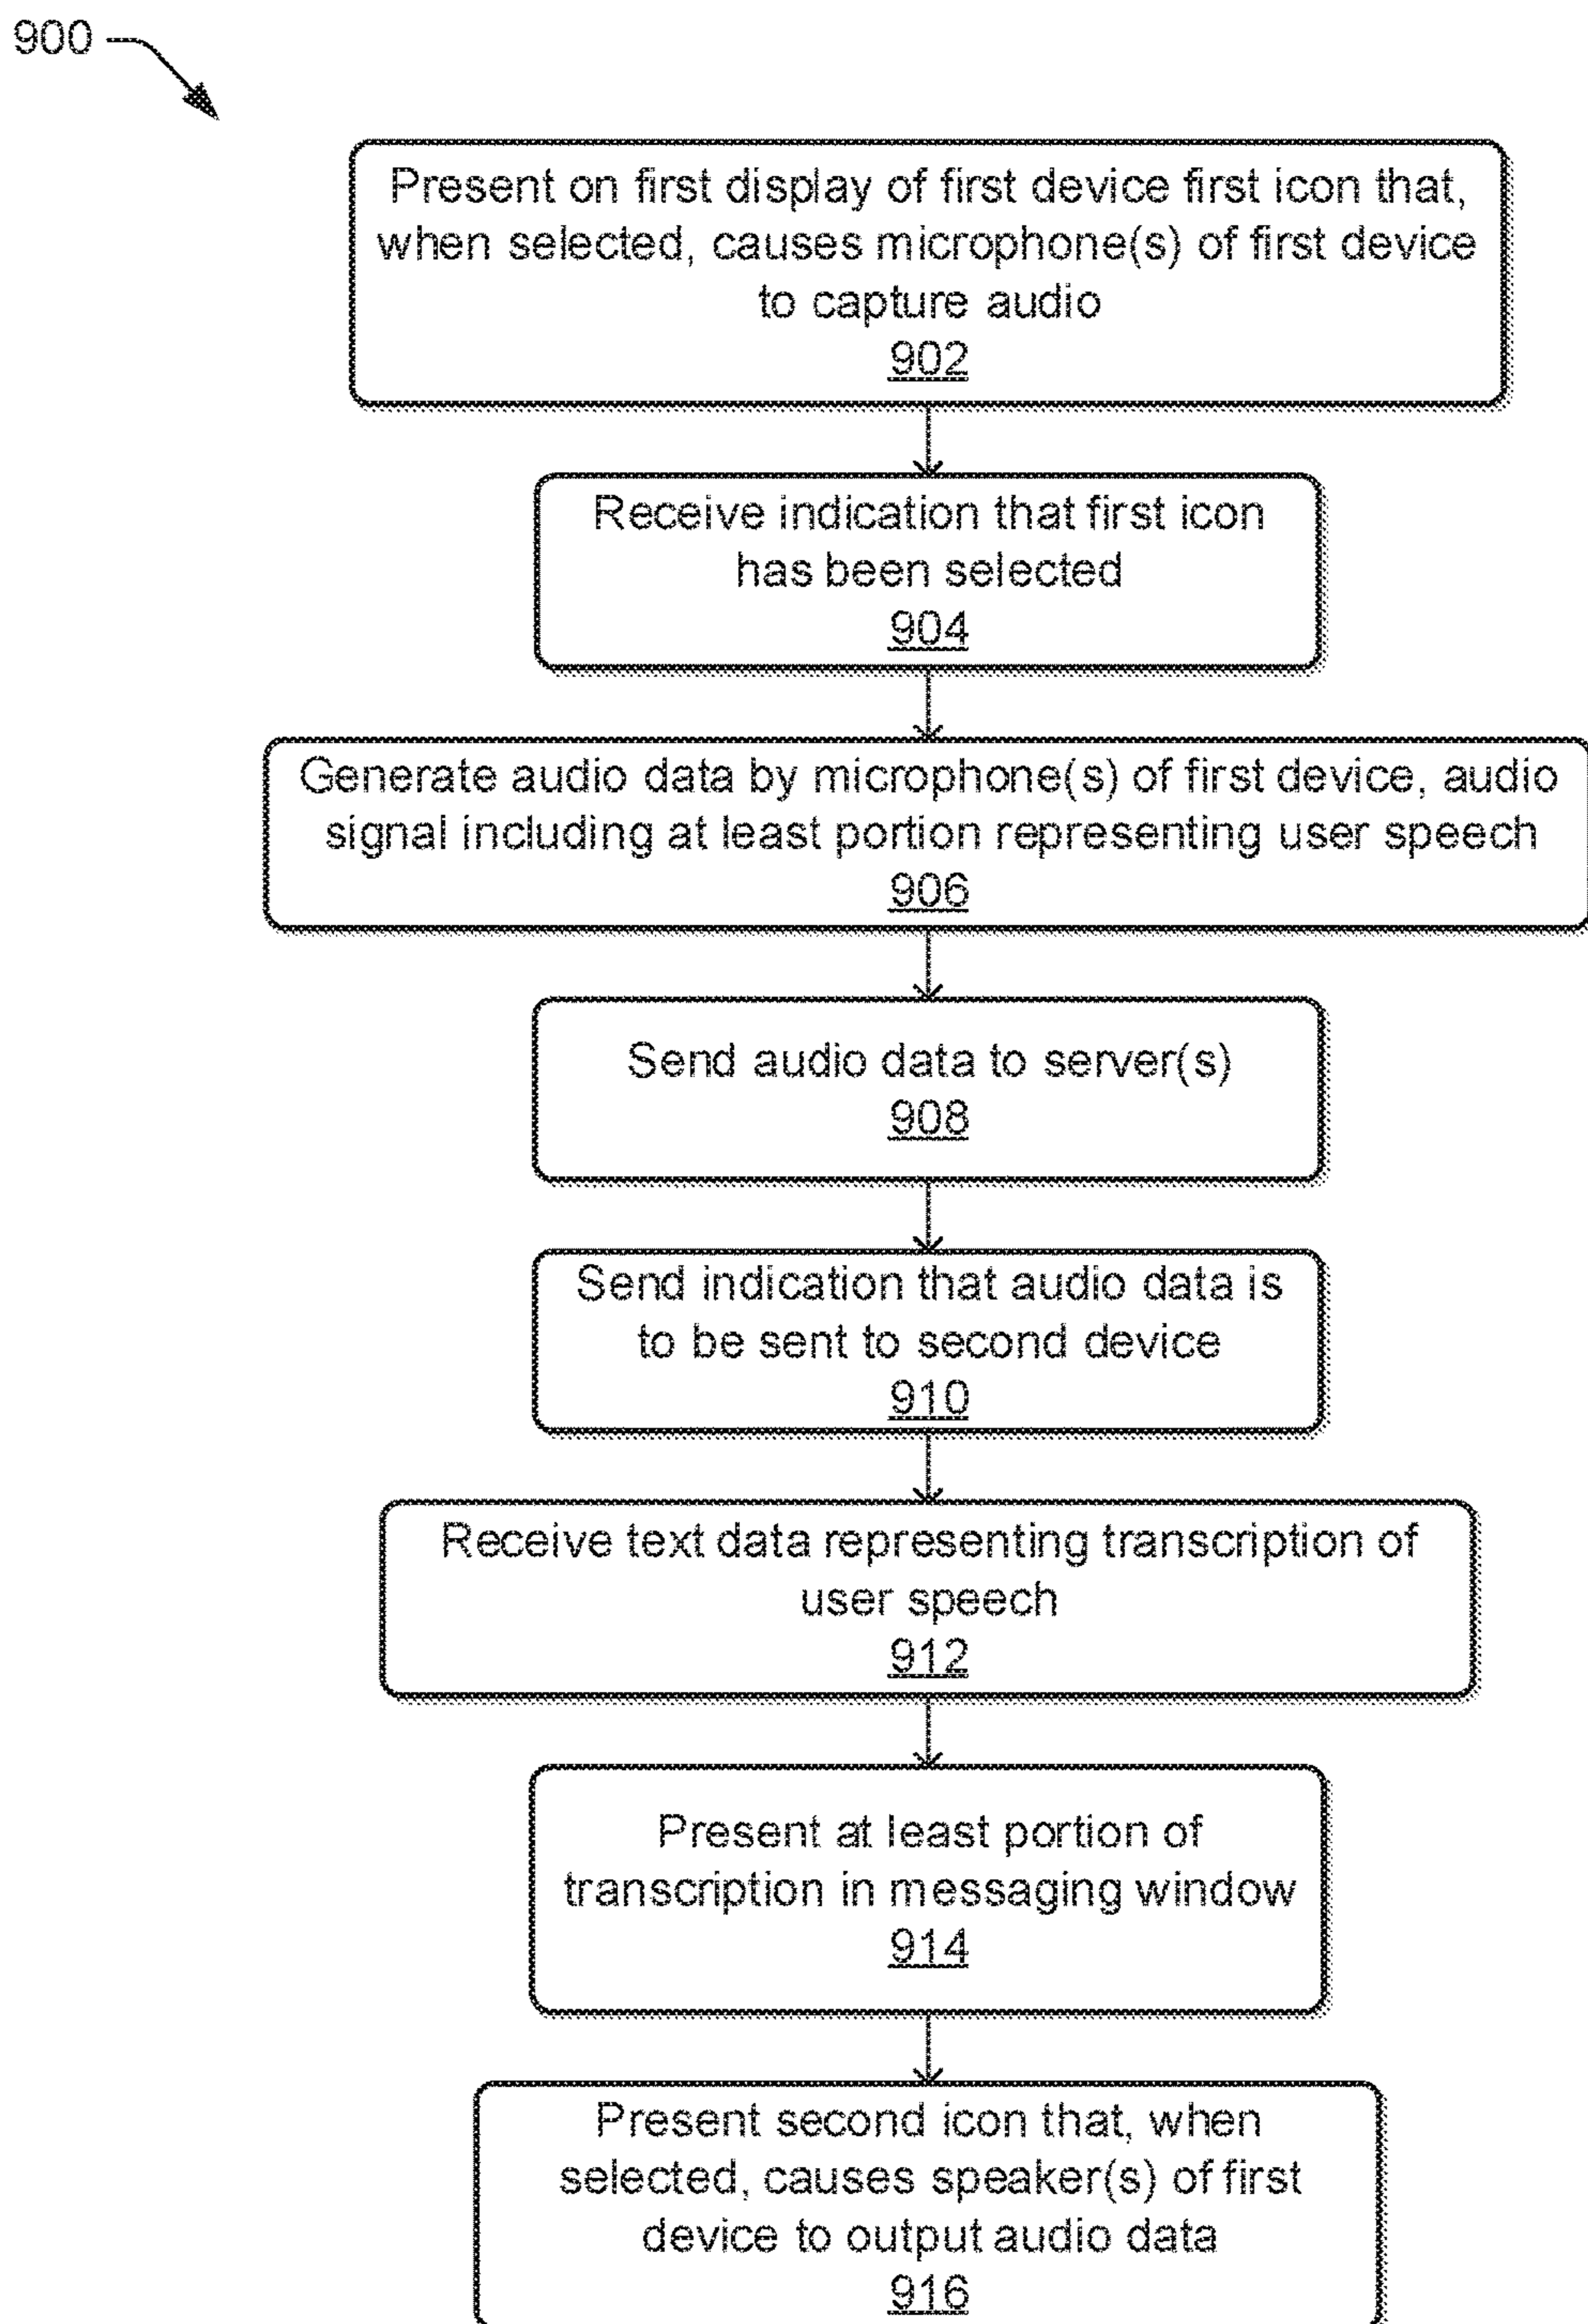 900
Present on first display of first device first icon that,
when selected, causes microphone(s) of first device
to capture audio
902
Receive indication that first icon
has been selected
904
Generate audio data by microphone(s) of first device, audio
signal including at least portion representing user speech
906
Send audio data to server(s)
908
Send indication that audio data is
to be sent to second device
910
Receive text data representing transcription of
user speech
912
Present at least portion of
transcription in messaging window
914
Present second icon that, when
selected, causes speaker(s) of first
device to output audio data
916